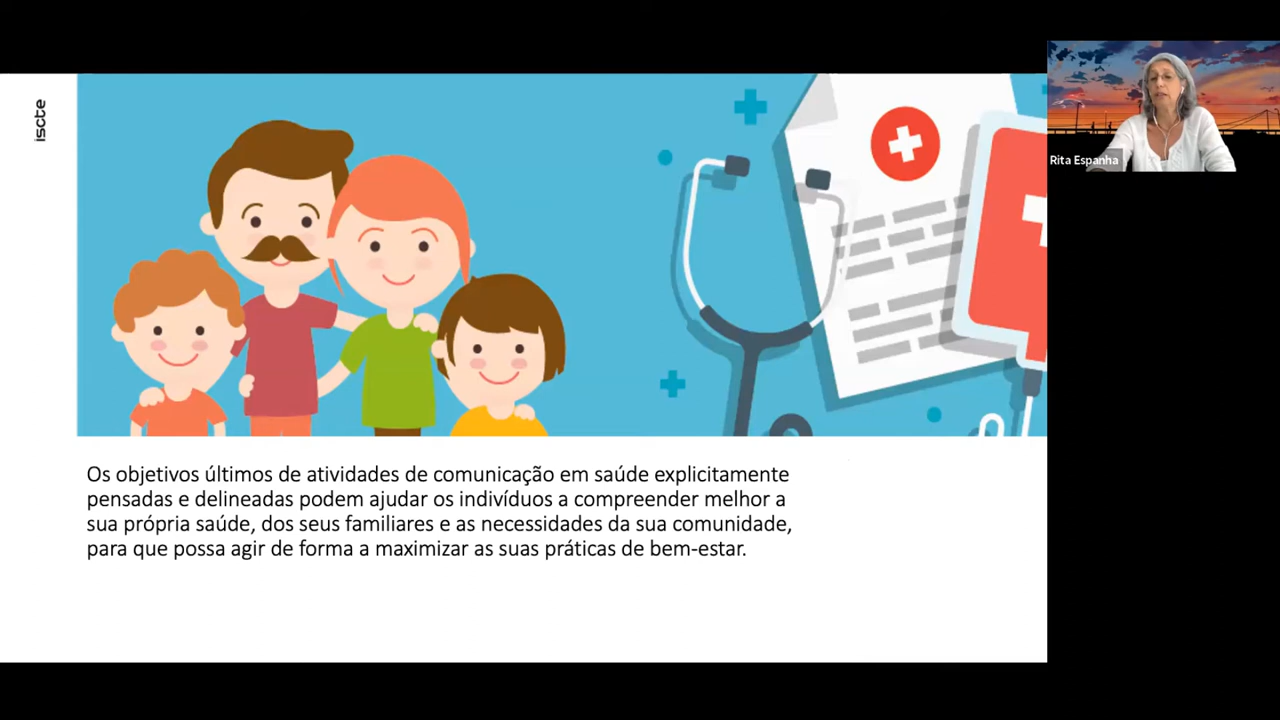 iscte
Rita Espanha
Os objetivos últimos de atividades de comunicação em saúde explicitamente
pensadas e delineadas podem ajudar os indivíduos a compreender melhor a
sua própria saúde, dos seus familiares e as necessidades da sua comunidade,
para que possa agir de forma a maximizar as suas práticas de bem-estar.